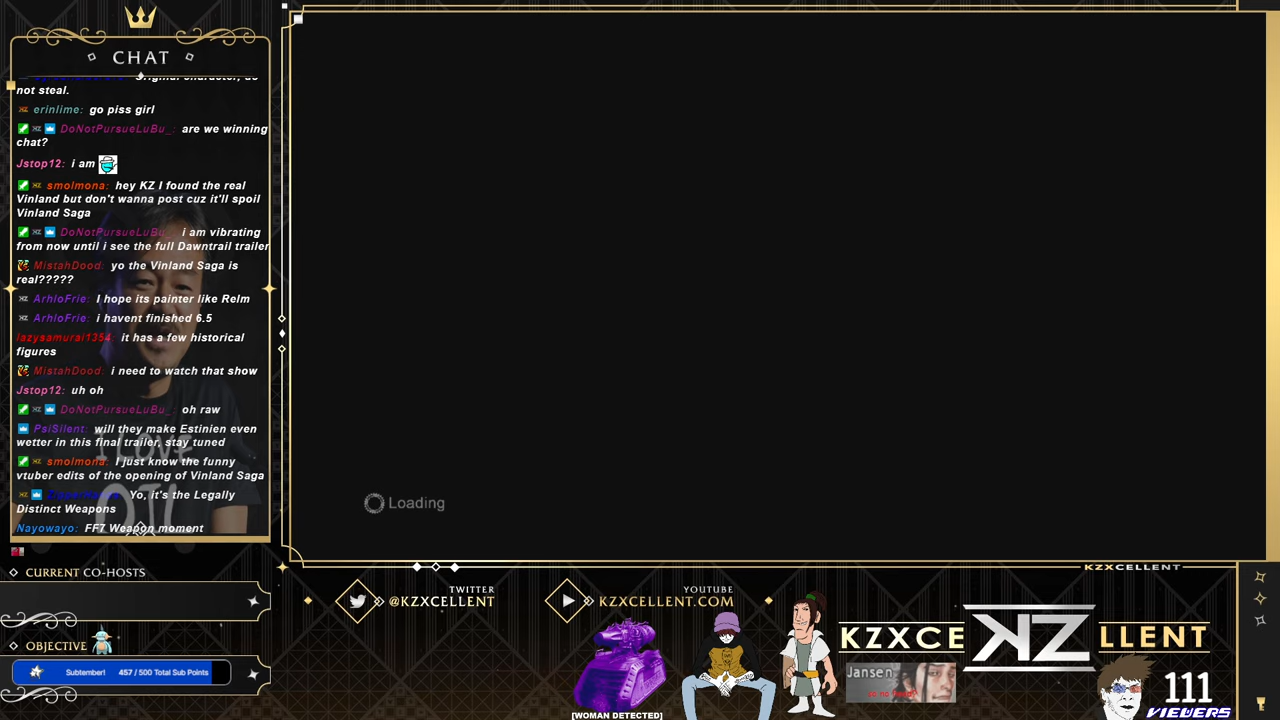 CHAT
Original character, do
not steal.
erinlime: go piss girl
DoNotPursueLuBu_: are we winning
chat?
Jstop12: i am
smolmona: hey KZ I found the real
Vinland but don't wanna post cuz it'll spoil
Vinland Saga
DoNotPursueLuBu_: i am vibrating
from now until i see the full Dawntrail trailer
MistahDood: yo the Vinland Saga is
real?????
ArhloFrie: I hope its painter like Relm
ArhloFrie: i havent finished 6.5
lazysamurai1354: it has a few historical
figures
MistahDood: i need to watch that show
Jstop12: uh oh
DoNotPursueLuBu_: oh raw
PsiSilent: will they make Estinien even
wetter in this final trailer, stay tuned
smolmona: I just know the funny
vtuber edits of the opening of Vinland Saga
Yo, it's the Legally
Distinct Weapons
Nayowayo: FF7 Weapon moment
I LOVE
CURRENT CO-HOSTS
OBJECTIVE
Subtember! 457 / 500 Total Sub Points
Loading
KZXCELLENT
TWITTER
@KZXCELLENT
YOUTUBE
KZXCELLENT.COM
[WOMAN DETECTED]
KZXCE KZ LLENT
Jansen
111
VIEWERS